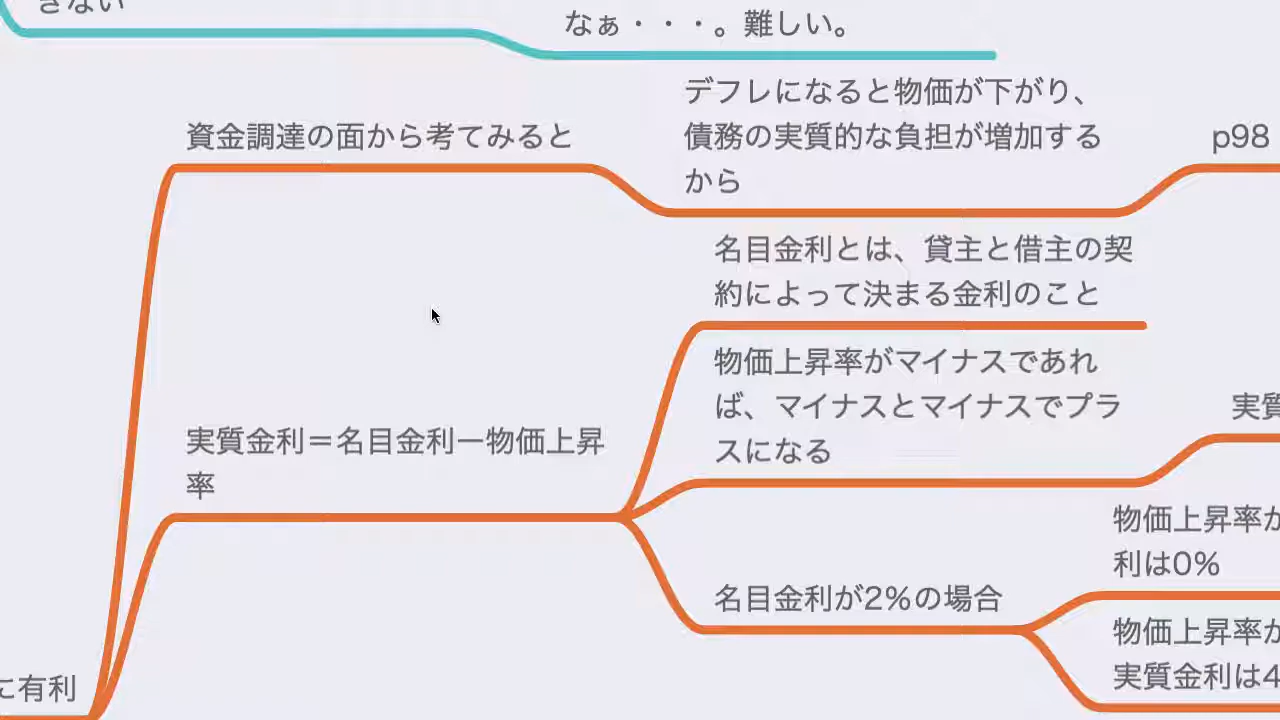 きない
なぁ・・・。難しい。
資金調達の面から考てみると
デフレになると物価が下がり、
債務の実質的な負担が増加する
から
p98
実質金利＝名目金利ー物価上昇
率
名目金利とは、貸主と借主の契
約によって決まる金利のこと
物価上昇率がマイナスであれ
ば、マイナスとマイナスでプラ
スになる
実質
名目金利が2%の場合
物価上昇率が
利は0%
物価上昇率が
実質金利は4
に有利